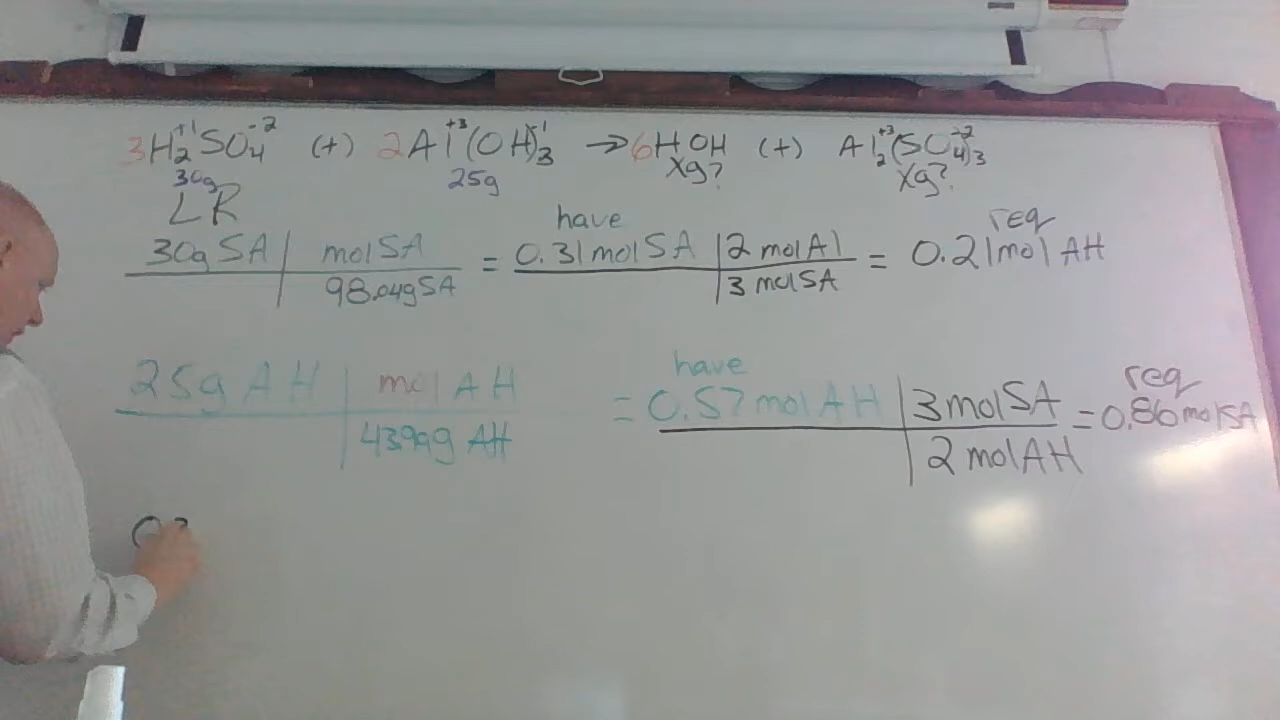 3H₂⁺¹SO₄⁻² (+) 2Al⁺³(OH)₃⁻¹ → 6HOH (+) Al₂⁺³(SO₄)₃⁻²
30g 25g Xg? Xg?
LR have req
30g SA | mol SA = 0.31 mol SA | 2 mol Al = 0.21 mol AH
98.04g SA 3 mol SA
have req
25g AH | mol AH = 0.57 mol AH | 3 mol SA = 0.86 mol SA
43.99g AH 2 mol AH